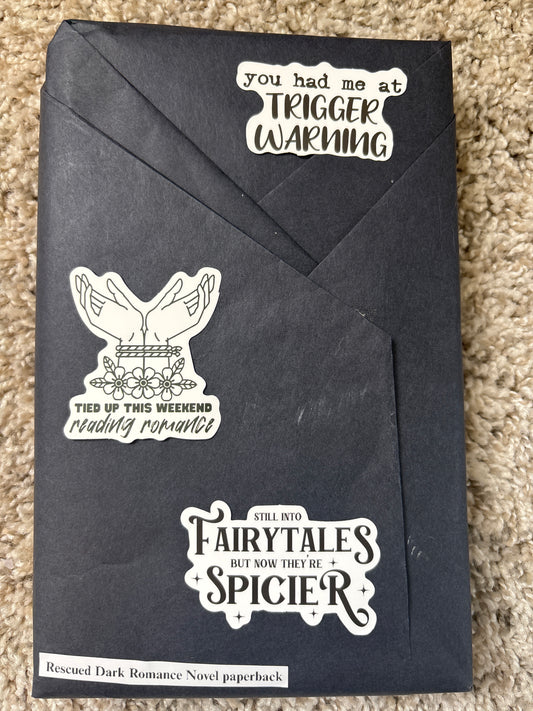 you had me at
TRIGGER
WARNING
TIED UP THIS WEEKEND
reading romance
STILL INTO
FAIRYTALES
BUT NOW THEY'RE
SPICIER
Rescued Dark Romance Novel paperback